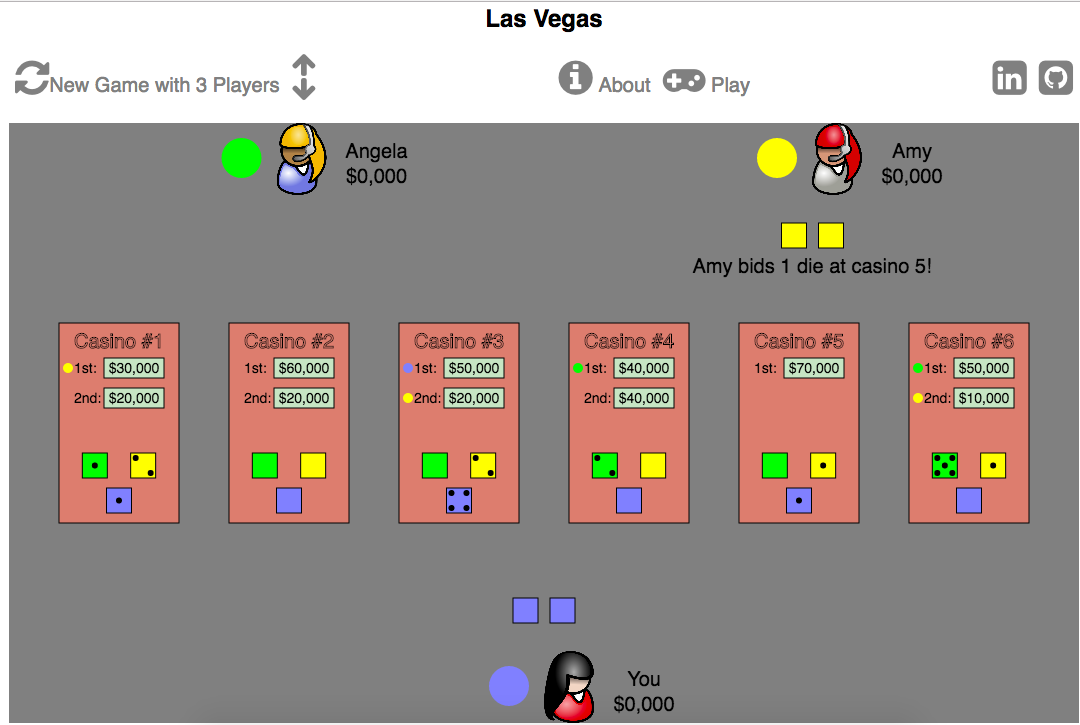 Las Vegas
New Game with 3 Players
About
Play
Angela
$0,000
Amy
$0,000
Amy bids 1 die at casino 5!
Casino #1
1st: $30,000
2nd: $20,000
Casino #2
1st: $60,000
2nd: $20,000
Casino #3
1st: $50,000
2nd: $20,000
Casino #4
1st: $40,000
2nd: $40,000
Casino #5
1st: $70,000
Casino #6
1st: $50,000
2nd: $10,000
You
$0,000